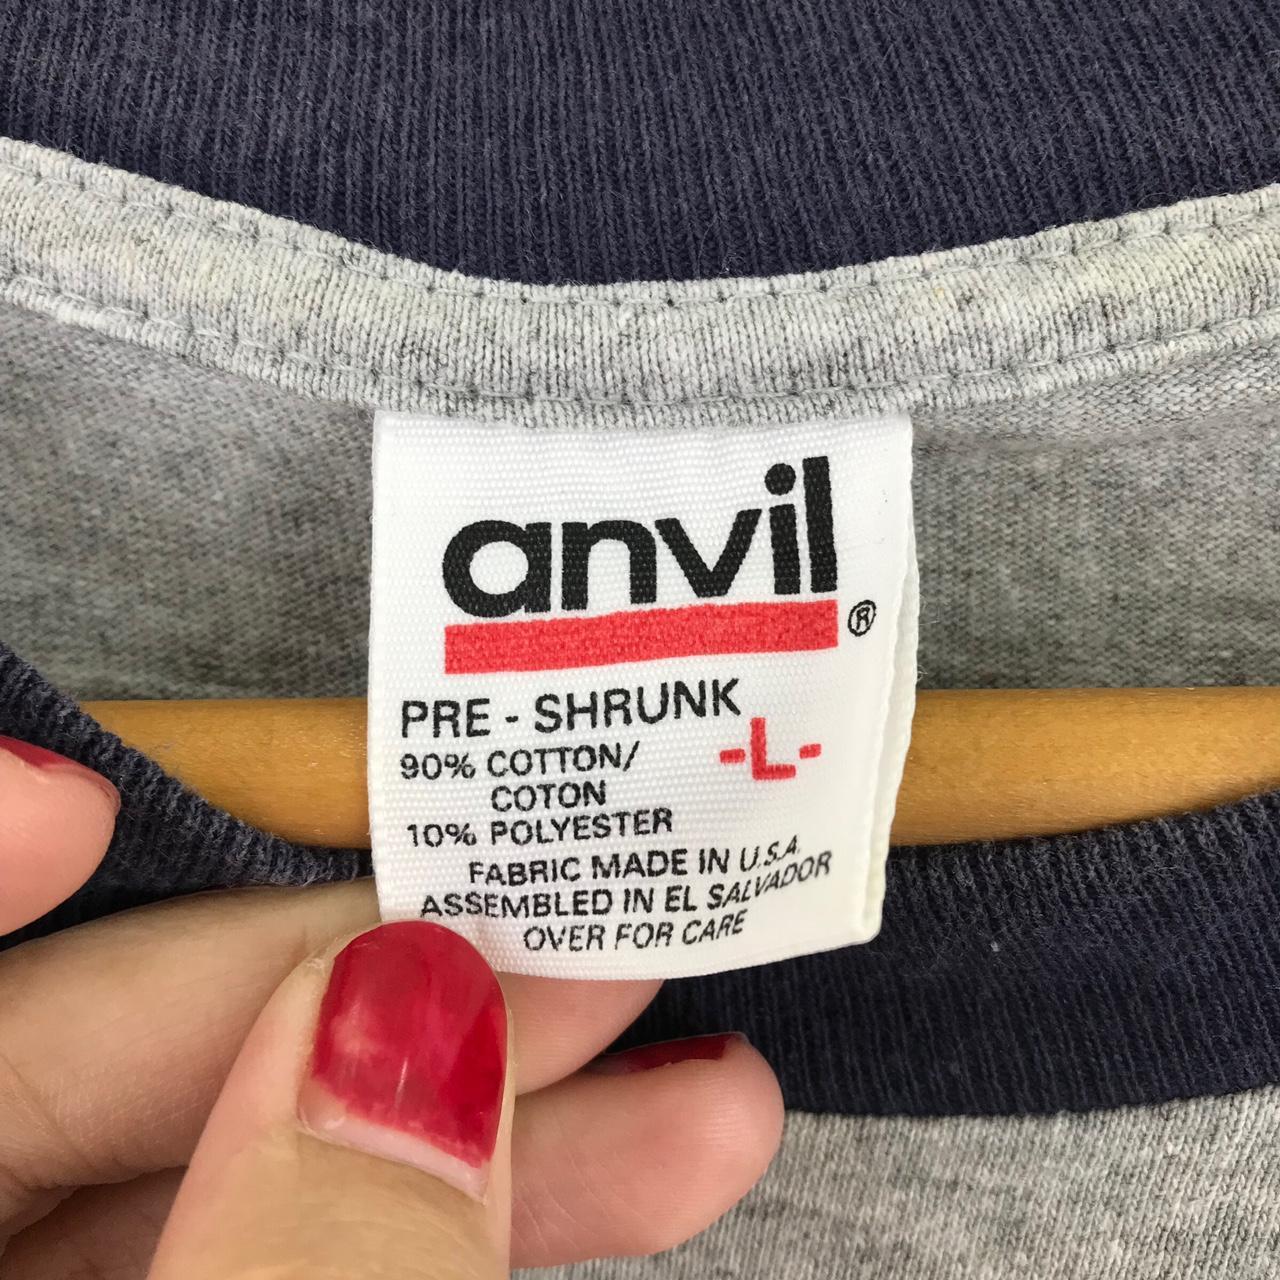 anvil®
PRE - SHRUNK
-L-
90% COTTON/
COTON
10% POLYESTER
FABRIC MADE IN U.S.A.
ASSEMBLED IN EL SALVADOR
OVER FOR CARE